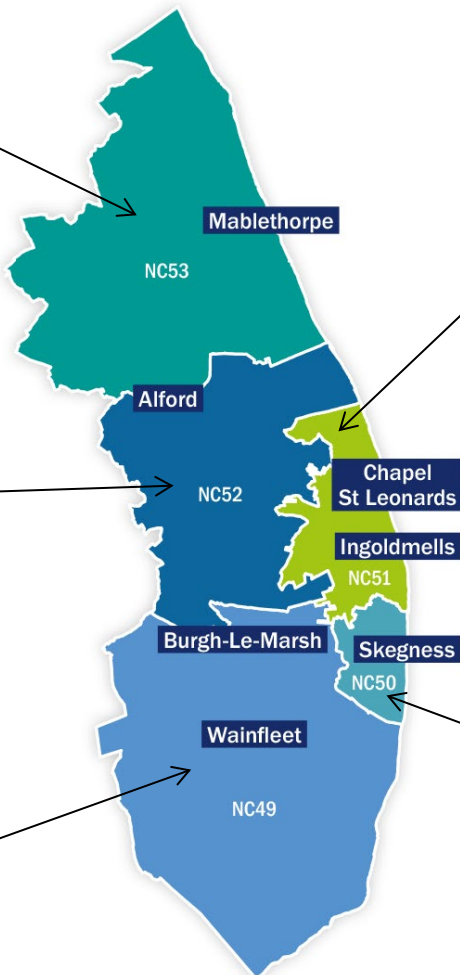 Mablethorpe
NC53
Alford
NC52
Chapel
St Leonards
Ingoldmells
NC51
Burgh-Le-Marsh
Skegness
NC50
Wainfleet
NC49